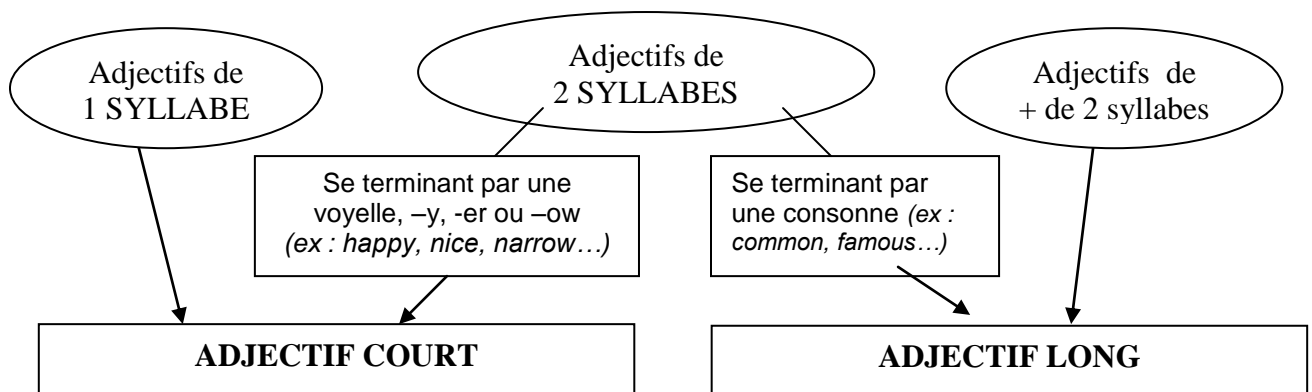 Adjectifs de
1 SYLLABE
Adjectifs de
2 SYLLABES
Adjectifs de
+ de 2 syllabes
Se terminant par une
voyelle, –y, -er ou –ow
(ex : happy, nice, narrow…)
Se terminant par
une consonne (ex :
common, famous…)
ADJECTIF COURT
ADJECTIF LONG